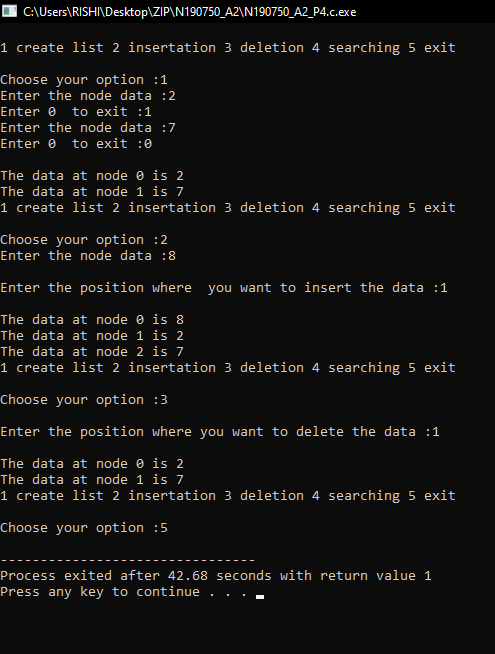 C:\Users\RISHI\Desktop\ZIP\N190750_A2\N190750_A2_P4.c.exe
1 create list 2 insertation 3 deletion 4 searching 5 exit
Choose your option :1
Enter the node data :2
Enter 0  to exit :1
Enter the node data :7
Enter 0  to exit :0
The data at node 0 is 2
The data at node 1 is 7
1 create list 2 insertation 3 deletion 4 searching 5 exit
Choose your option :2
Enter the node data :8
Enter the position where  you want to insert the data :1
The data at node 0 is 8
The data at node 1 is 2
The data at node 2 is 7
1 create list 2 insertation 3 deletion 4 searching 5 exit
Choose your option :3
Enter the position where you want to delete the data :1
The data at node 0 is 2
The data at node 1 is 7
1 create list 2 insertation 3 deletion 4 searching 5 exit
Choose your option :5
--------------------------------
Process exited after 42.68 seconds with return value 1
Press any key to continue . . .